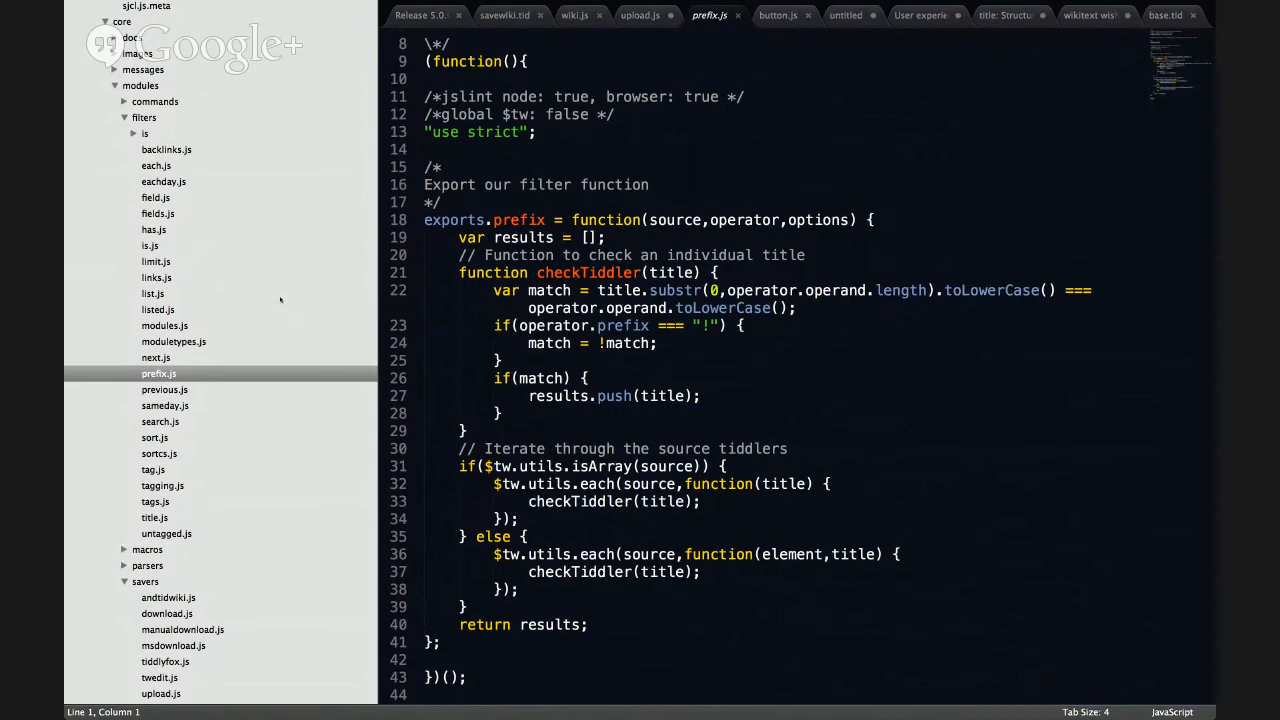 sjcl.js.meta
core
docs
images
messages
modules
commands
filters
is
backlinks.js
each.js
eachday.js
field.js
fields.js
has.js
is.js
limit.js
links.js
list.js
listed.js
modules.js
moduletypes.js
next.js
prefix.js
previous.js
sameday.js
search.js
sort.js
sortcs.js
tag.js
tagging.js
tags.js
title.js
untagged.js
macros
parsers
savers
andtidwiki.js
download.js
manualdownload.js
msdownload.js
tiddlyfox.js
twedit.js
upload.js
Google+
Release 5.0. savewiki.tid wiki.js upload.js prefix.js button.js untitled User experie title: Structu wikitext wish base.tid
8 \*/
9 (function(){
10
11 /*jslint node: true, browser: true */
12 /*global $tw: false */
13 "use strict";
14
15 /*
16 Export our filter function
17 */
18 exports.prefix = function(source,operator,options) {
19 var results = [];
20 // Function to check an individual title
21 function checkTiddler(title) {
22 var match = title.substr(0,operator.operand.length).toLowerCase() ===
operator.operand.toLowerCase();
23 if(operator.prefix === "!") {
24 match = !match;
25 }
26 if(match) {
27 results.push(title);
28 }
29 }
30 // Iterate through the source tiddlers
31 if($tw.utils.isArray(source)) {
32 $tw.utils.each(source,function(title) {
33 checkTiddler(title);
34 });
35 } else {
36 $tw.utils.each(source,function(element,title) {
37 checkTiddler(title);
38 });
39 }
40 return results;
41 };
42
43 })();
44
Line 1, Column 1
Tab Size: 4
JavaScript